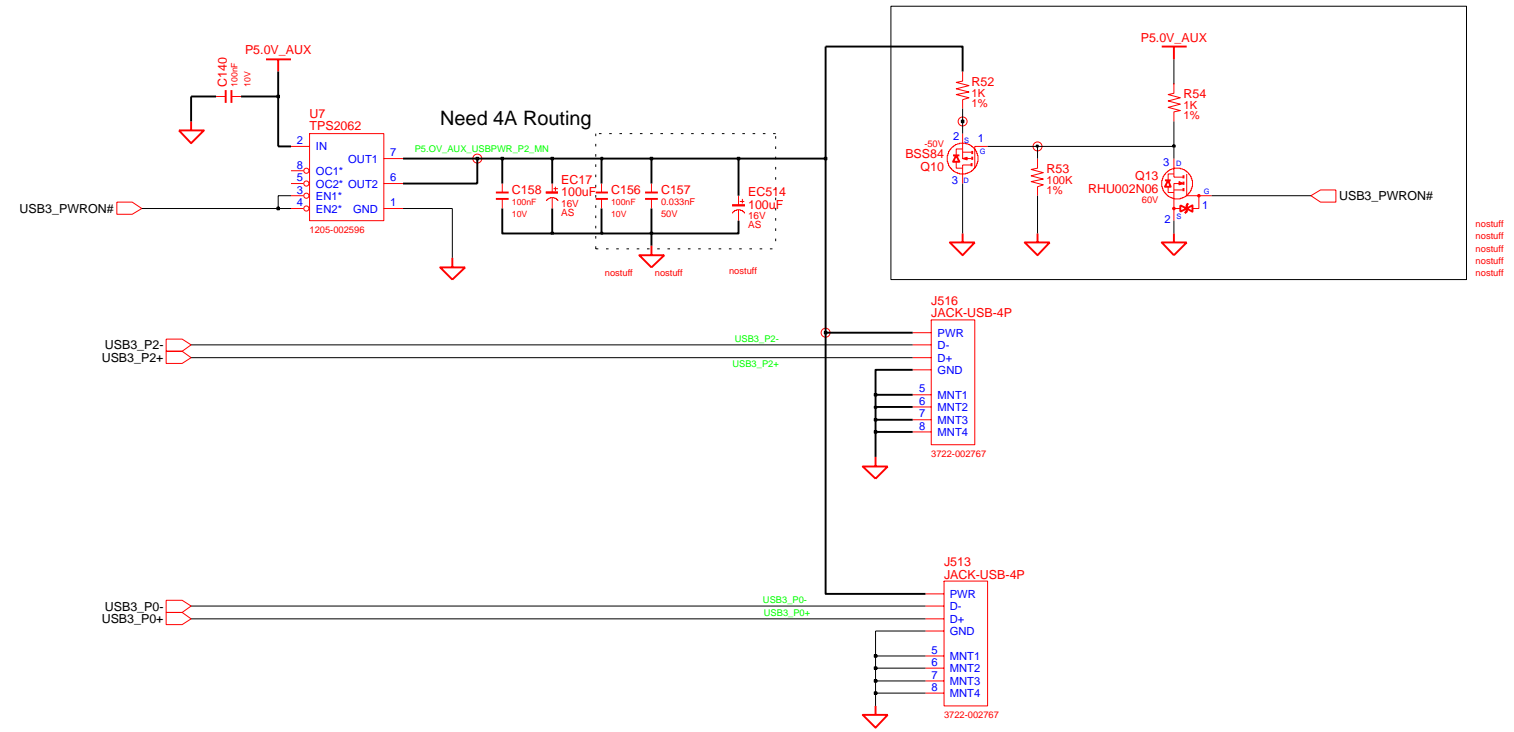 P5.0V_AUX
C140
100nF
10V
U7
TPS2062
2 IN
OUT1 7
8 OC1*
5 OC2* OUT2 6
3 EN1*
4 EN2* GND 1
1205-002596
USB3_PWRON#
Need 4A Routing
P5.0V_AUX_USBPWR_P2_MN
C158
100nF
10V
EC17
100uF
16V
AS
C156
100nF
10V
C157
0.033nF
50V
EC514
100uF
16V
AS
nostuff
nostuff
nostuff
R52
1K
1%
-50V
BSS84
Q10
2 S
1
G
3 D
R53
100K
1%
P5.0V_AUX
R54
1K
1%
3 D
Q13
RHU002N06
60V
G
1
2 S
USB3_PWRON#
nostuff
nostuff
nostuff
nostuff
nostuff
J516
JACK-USB-4P
PWR
USB3_P2- USB3_P2- D-
USB3_P2+ USB3_P2+ D+
GND
5 MNT1
6 MNT2
7 MNT3
8 MNT4
3722-002767
J513
JACK-USB-4P
PWR
USB3_P0- USB3_P0- D-
USB3_P0+ USB3_P0+ D+
GND
5 MNT1
6 MNT2
7 MNT3
8 MNT4
3722-002767